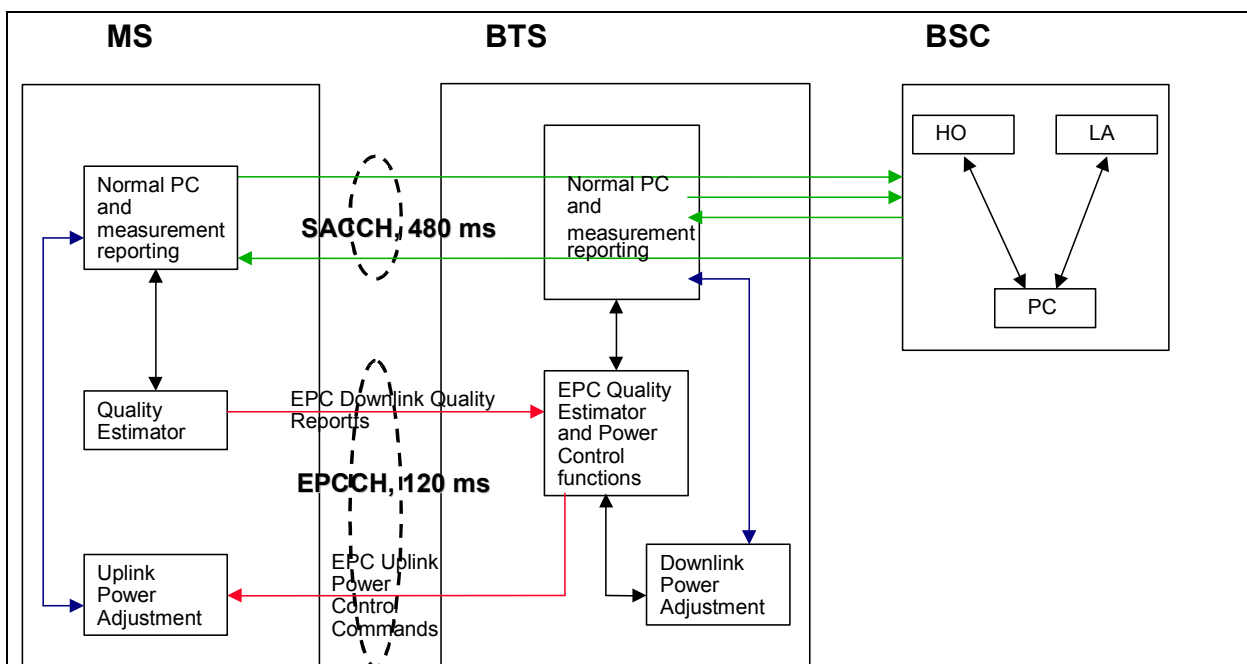 MS
BTS
BSC
HO
LA
PC
Normal PC
and
measurement
reporting
SACCH, 480 ms
Normal PC
and
measurement
reporting
Quality
Estimator
EPC Downlink Quality
Reportts
EPCCH, 120 ms
EPC Quality
Estimator
and Power
Control
functions
Uplink
Power
Adjustment
EPC Uplink
Power
Control
Commands
Downlink
Power
Adjustment